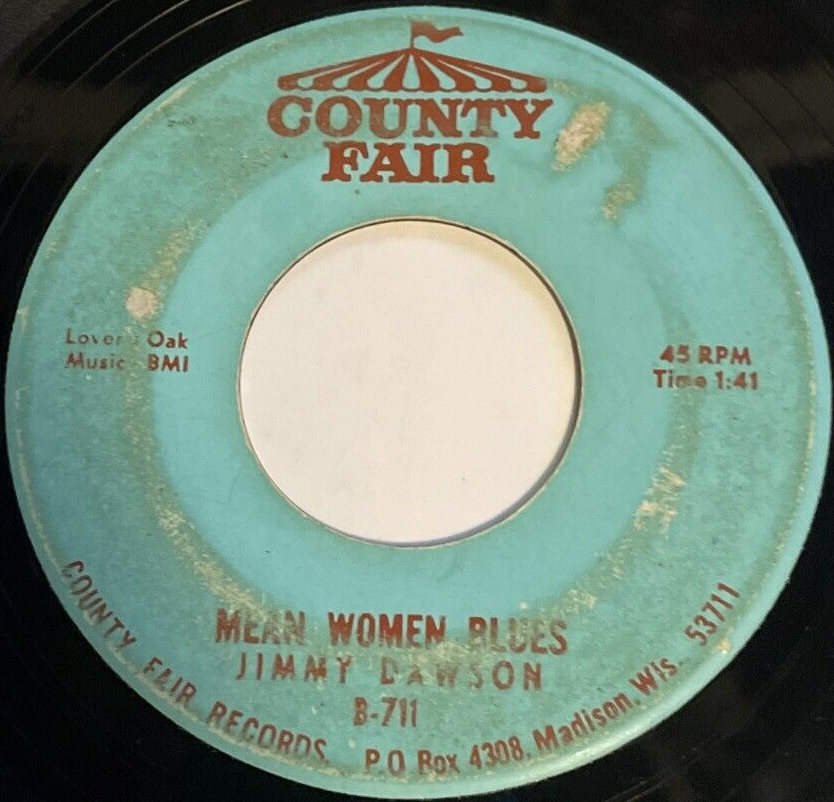 COUNTY
FAIR
Lover Oak
Music BMI
45 RPM
Time 1:41
MEAN WOMEN BLUES
JIMMY DAWSON
B-711
COUNTY FAIR RECORDS. P.O Box 4308, Madison, Wis. 53711